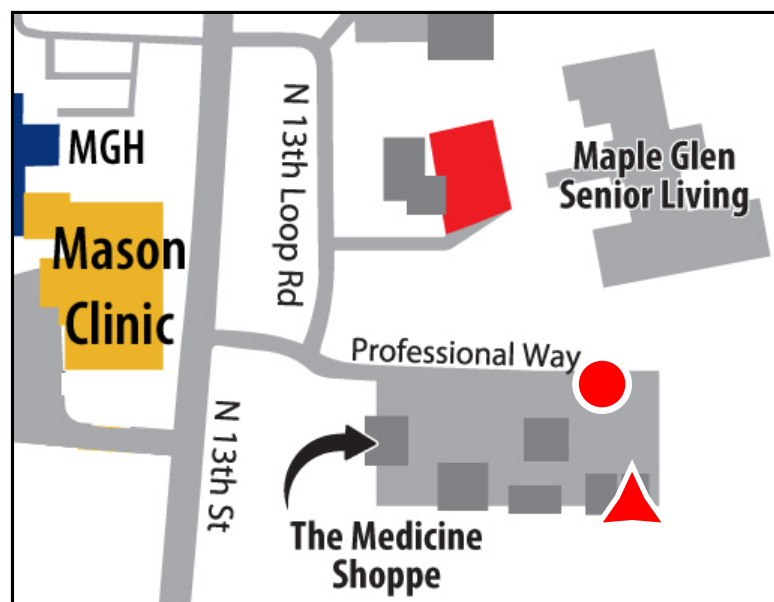 MGH
Mason
Clinic
N 13th Loop Rd
Maple Glen
Senior Living
Professional Way
N 13th St
The Medicine
Shoppe